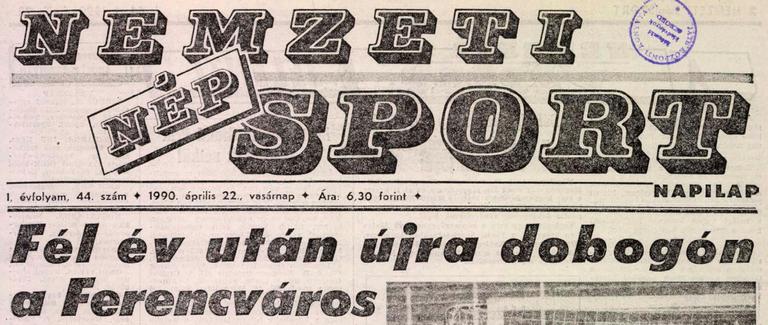 NEMZETI
NÉP
SPORT
NAPILAP
I. évfolyam, 44. szám ✦ 1990. április 22., vasárnap ✦ Ára: 6,30 forint ✦
Fél év után újra dobogón
a Ferencváros